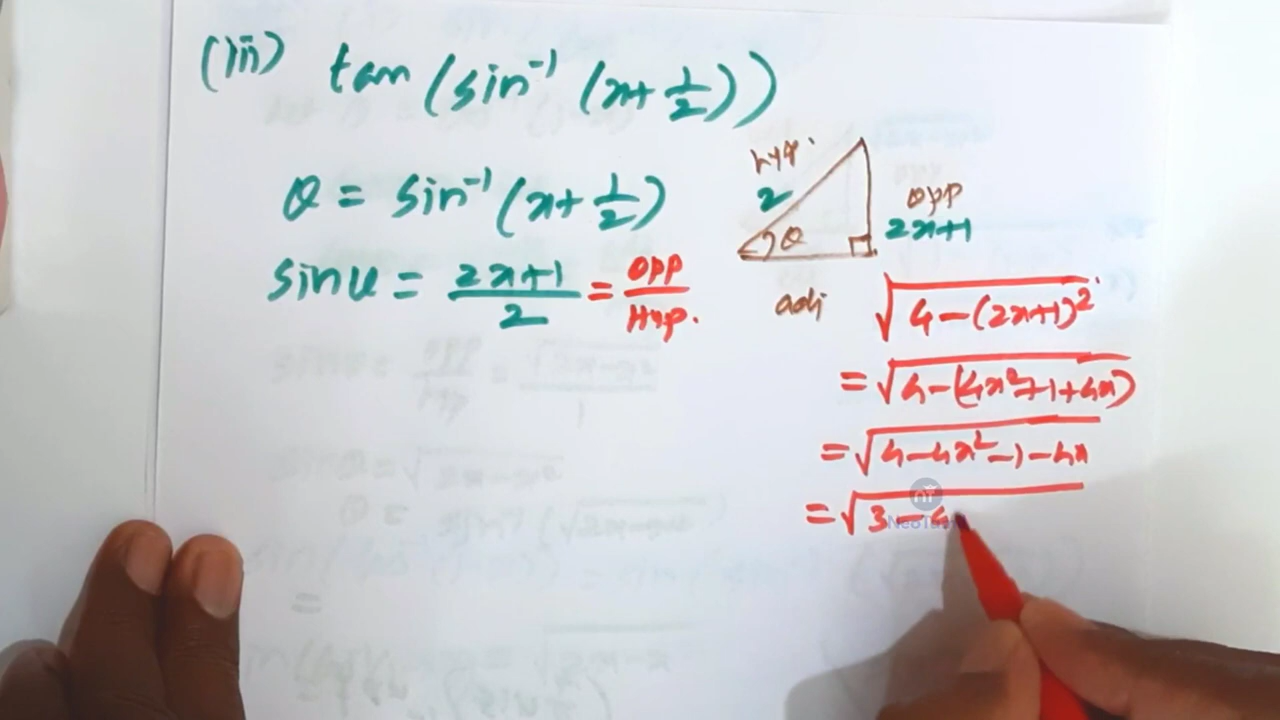 (iii) tan (sin⁻¹ (x + 1/2))
θ = sin⁻¹ (x + 1/2)
sin u = 2x+1/2 = opp/Hyp.
hyp.
2
θ
opp
2x+1
adj
√4 – (2x+1)²
= √4 – (4x² + 1 + 4x)
= √4 – 4x² – 1 – 4x
= √3 – 4